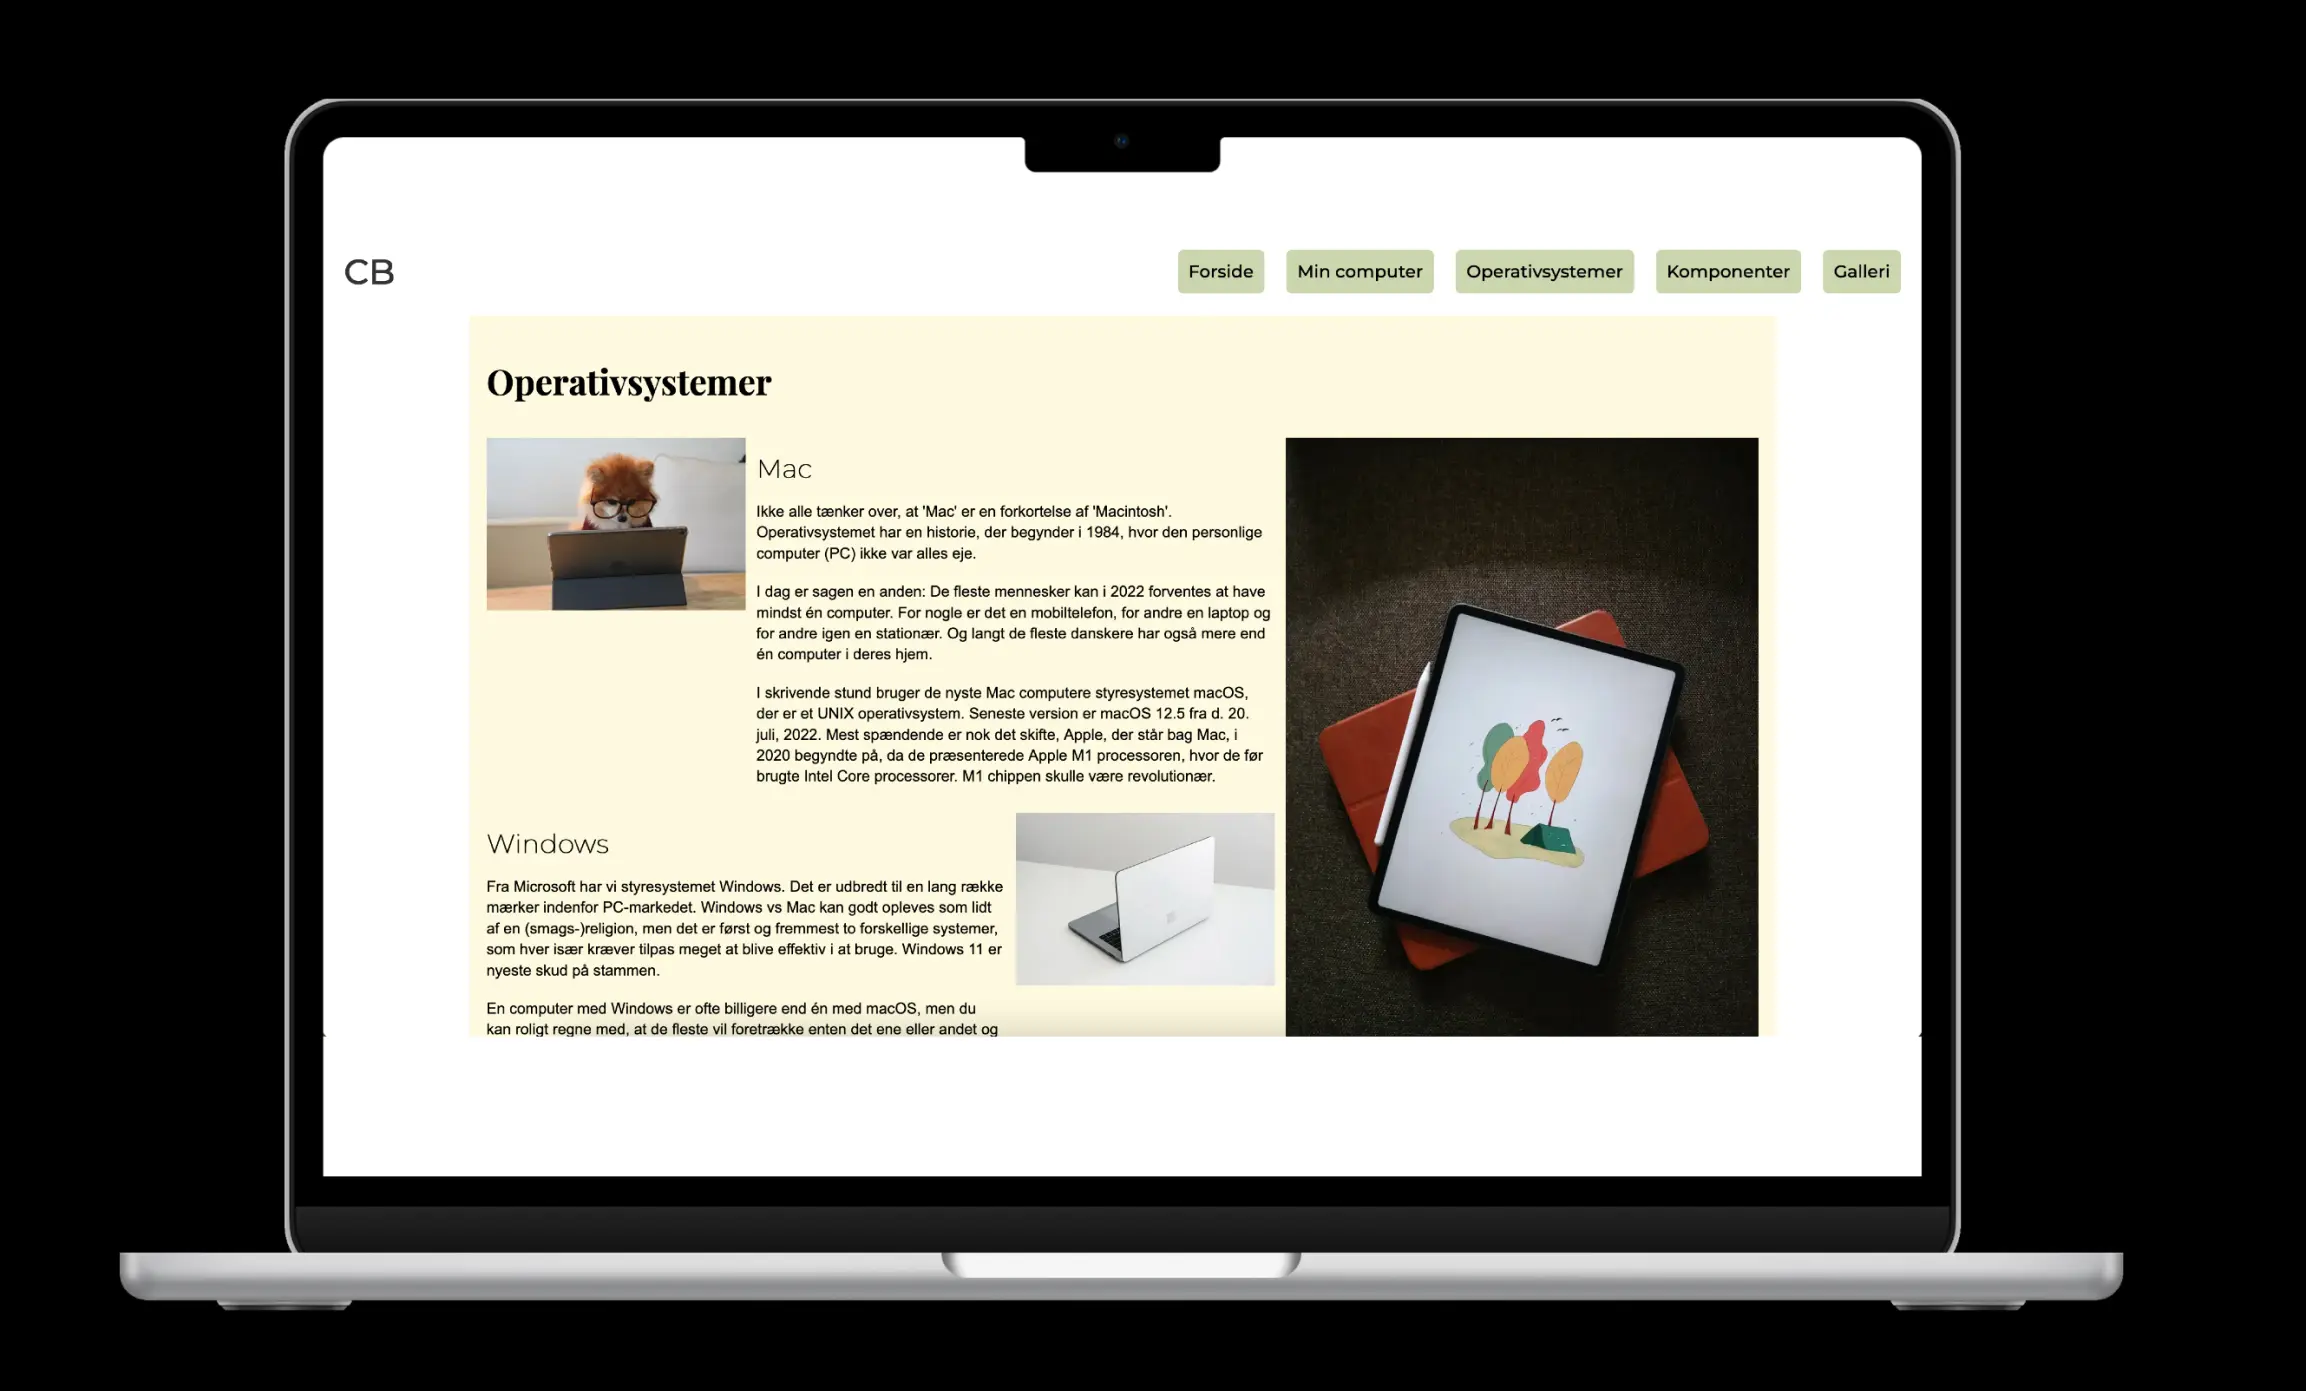 CB
Forside
Min computer
Operativsystemer
Komponenter
Galleri
Operativsystemer
Mac
Ikke alle tænker over, at 'Mac' er en forkortelse af 'Macintosh'.
Operativsystemet har en historie, der begynder i 1984, hvor den personlige
computer (PC) ikke var alles eje.
I dag er sagen en anden: De fleste mennesker kan i 2022 forventes at have
mindst én computer. For nogle er det en mobiltelefon, for andre en laptop og
for andre igen en stationær. Og langt de fleste danskere har også mere end
én computer i deres hjem.
I skrivende stund bruger de nyste Mac computere styresystemet macOS,
der er et UNIX operativsystem. Seneste version er macOS 12.5 fra d. 20.
juli, 2022. Mest spændende er nok det skifte, Apple, der står bag Mac, i
2020 begyndte på, da de præsenterede Apple M1 processoren, hvor de før
brugte Intel Core processorer. M1 chippen skulle være revolutionær.
Windows
Fra Microsoft har vi styresystemet Windows. Det er udbredt til en lang række
mærker indenfor PC-markedet. Windows vs Mac kan godt opleves som lidt
af en (smags-)religion, men det er først og fremmest to forskellige systemer,
som hver især kræver tilpas meget at blive effektiv i at bruge. Windows 11 er
nyeste skud på stammen.
En computer med Windows er ofte billigere end én med macOS, men du
kan roligt regne med, at de fleste vil foretrække enten det ene eller andet og